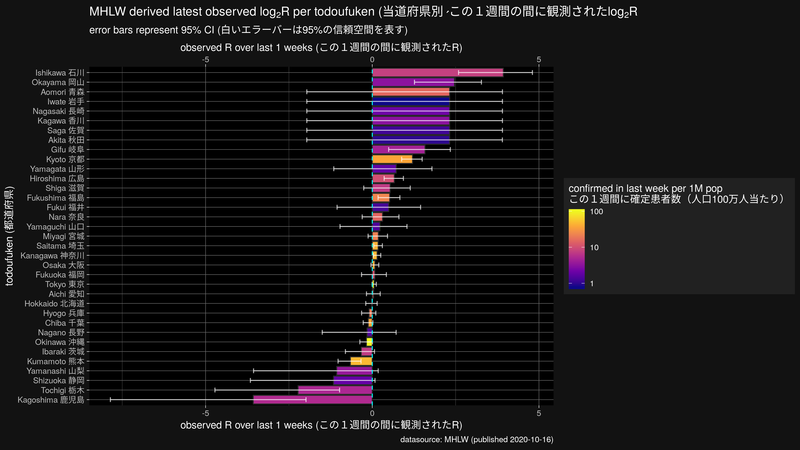 MHLW derived latest observed log₂R per todoufuken (当道府県別 -この１週間の間に観測されたlog₂R
error bars represent 95% CI (白いエラーバーは95%の信頼空間を表す)
observed R over last 1 weeks (この１週間の間に観測されたR)
-5 0 5
Ishikawa 石川
Okayama 岡山
Aomori 青森
Iwate 岩手
Nagasaki 長崎
Kagawa 香川
Saga 佐賀
Akita 秋田
Gifu 岐阜
Kyoto 京都
Yamagata 山形
Hiroshima 広島
Shiga 滋賀
Fukushima 福島
Fukui 福井
Nara 奈良
Yamaguchi 山口
Miyagi 宮城
Saitama 埼玉
Kanagawa 神奈川
Osaka 大阪
Fukuoka 福岡
Tokyo 東京
Aichi 愛知
Hokkaido 北海道
Hyogo 兵庫
Chiba 千葉
Nagano 長野
Okinawa 沖縄
Ibaraki 茨城
Kumamoto 熊本
Yamanashi 山梨
Shizuoka 静岡
Tochigi 栃木
Kagoshima 鹿児島
todoufuken (都道府県)
-5 0 5
observed R over last 1 weeks (この１週間の間に観測されたR)
confirmed in last week per 1M pop
この１週間に確定患者数（人口100万人当たり）
100
10
1
datasource: MHLW (published 2020-10-16)